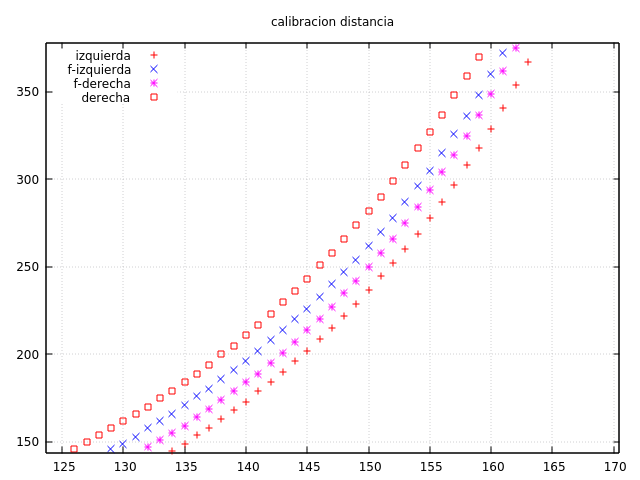 calibracion distancia
izquierda
f-izquierda
f-derecha
derecha
350
300
250
200
150
125 130 135 140 145 150 155 160 165 170